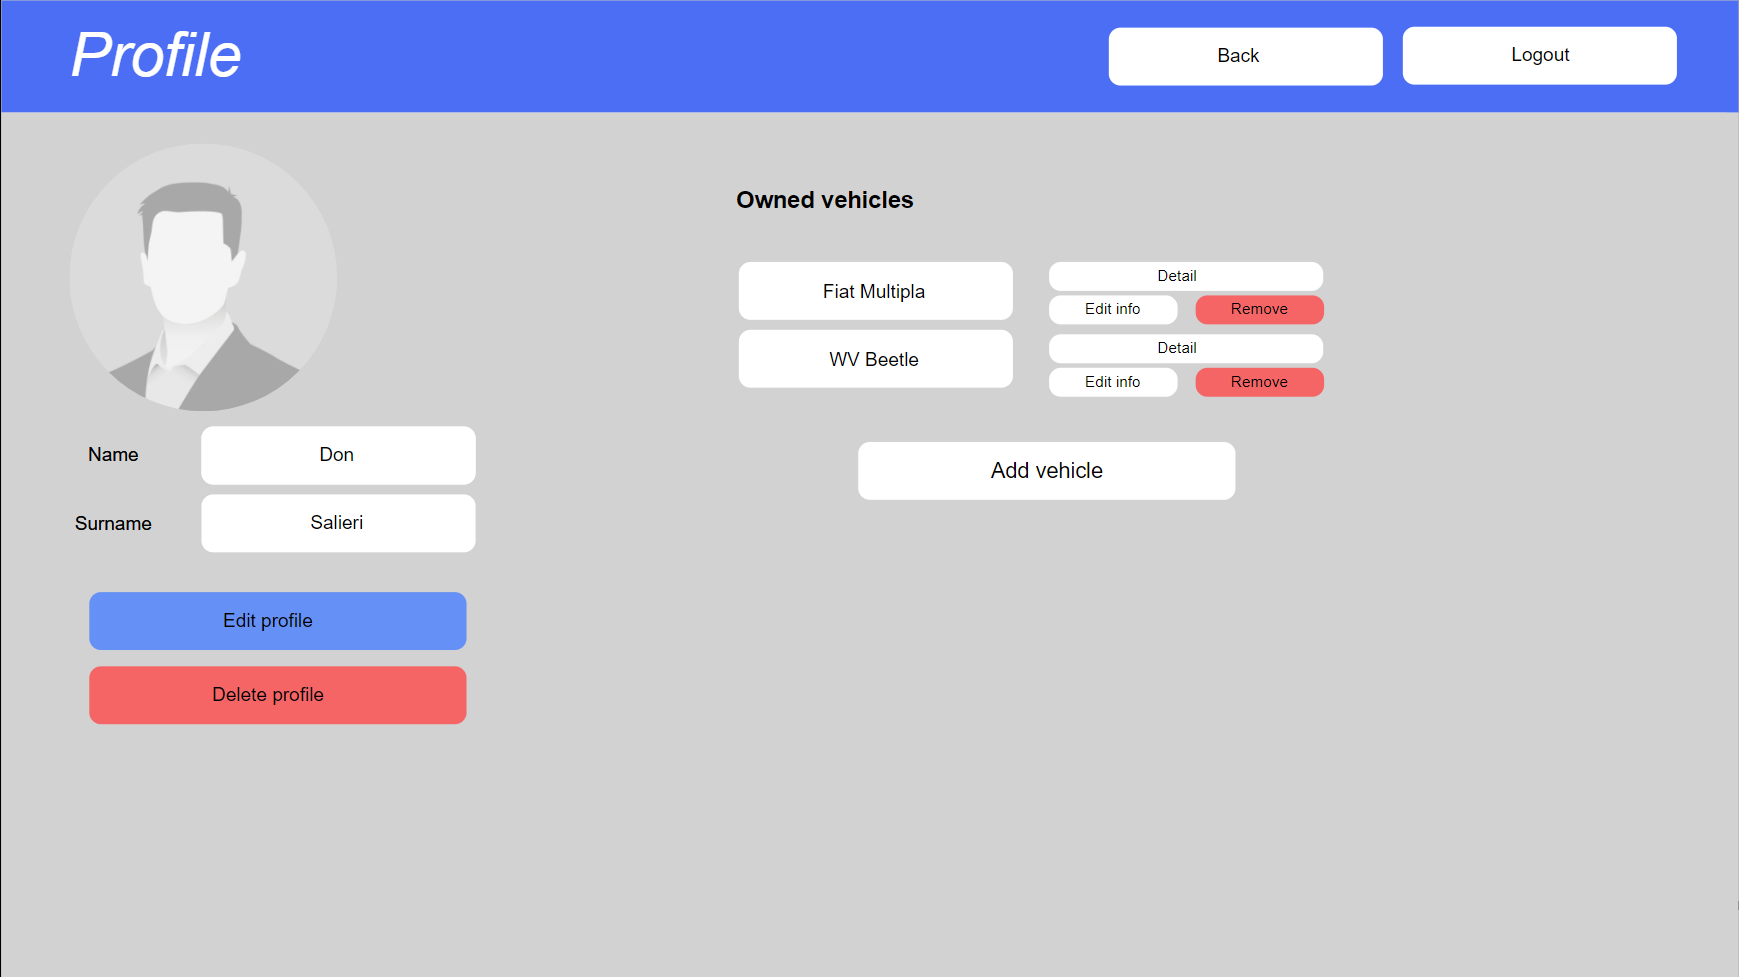 Profile
Back
Logout
Owned vehicles
Fiat Multipla
Detail
Edit info
Remove
WV Beetle
Detail
Edit info
Remove
Add vehicle
Name
Don
Surname
Salieri
Edit profile
Delete profile